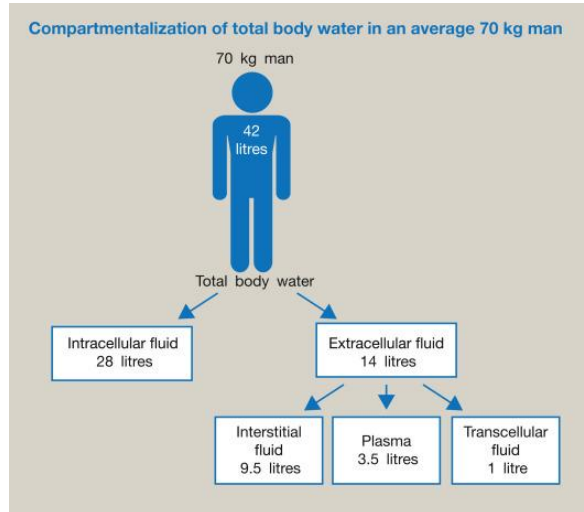 Compartmentalization of total body water in an average 70 kg man
70 kg man
42
litres
Total body water
Intracellular fluid
28 litres
Extracellular fluid
14 litres
Interstitial
fluid
9.5 litres
Plasma
3.5 litres
Transcellular
fluid
1 litre